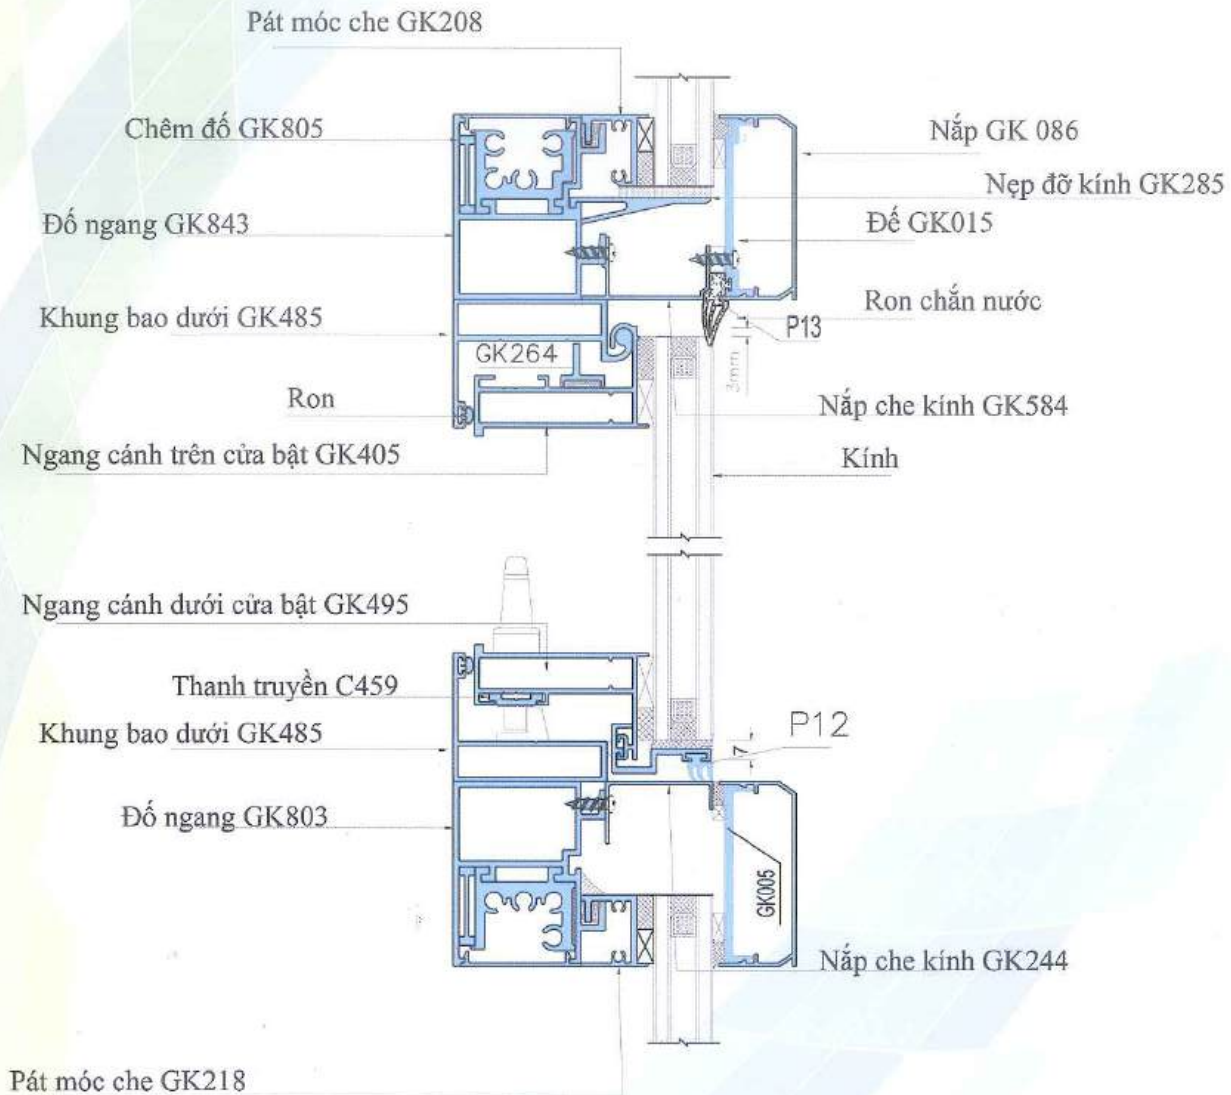 Pát móc che GK208
Chêm đố GK805
Nắp GK 086
Nẹp đỡ kính GK285
Đố ngang GK843
Đế GK015
Khung bao dưới GK485
Ron chắn nước
P13
GK264
3mm
Ron
Nắp che kính GK584
Ngang cánh trên cửa bật GK405
Kính
Ngang cánh dưới cửa bật GK495
Thanh truyền C459
Khung bao dưới GK485
P12
7
Đố ngang GK803
GK005
Nắp che kính GK244
Pát móc che GK218